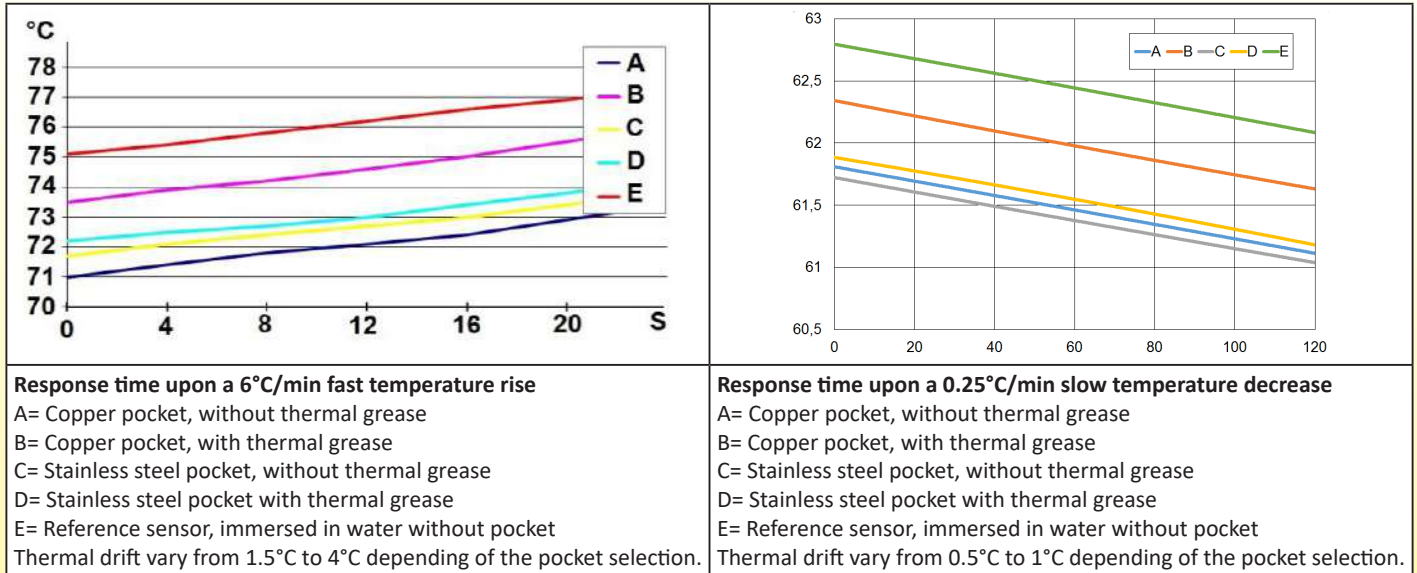 °C
78
77
76
75
74
73
72
71
70
0 4 8 12 16 20 S
A
B
C
D
E
63
62,5
62
61,5
61
60,5
0 20 40 60 80 100 120
A B C D E
Response time upon a 6°C/min fast temperature rise
A= Copper pocket, without thermal grease
B= Copper pocket, with thermal grease
C= Stainless steel pocket, without thermal grease
D= Stainless steel pocket with thermal grease
E= Reference sensor, immersed in water without pocket
Thermal drift vary from 1.5°C to 4°C depending of the pocket selection.
Response time upon a 0.25°C/min slow temperature decrease
A= Copper pocket, without thermal grease
B= Copper pocket, with thermal grease
C= Stainless steel pocket, without thermal grease
D= Stainless steel pocket with thermal grease
E= Reference sensor, immersed in water without pocket
Thermal drift vary from 0.5°C to 1°C depending of the pocket selection.